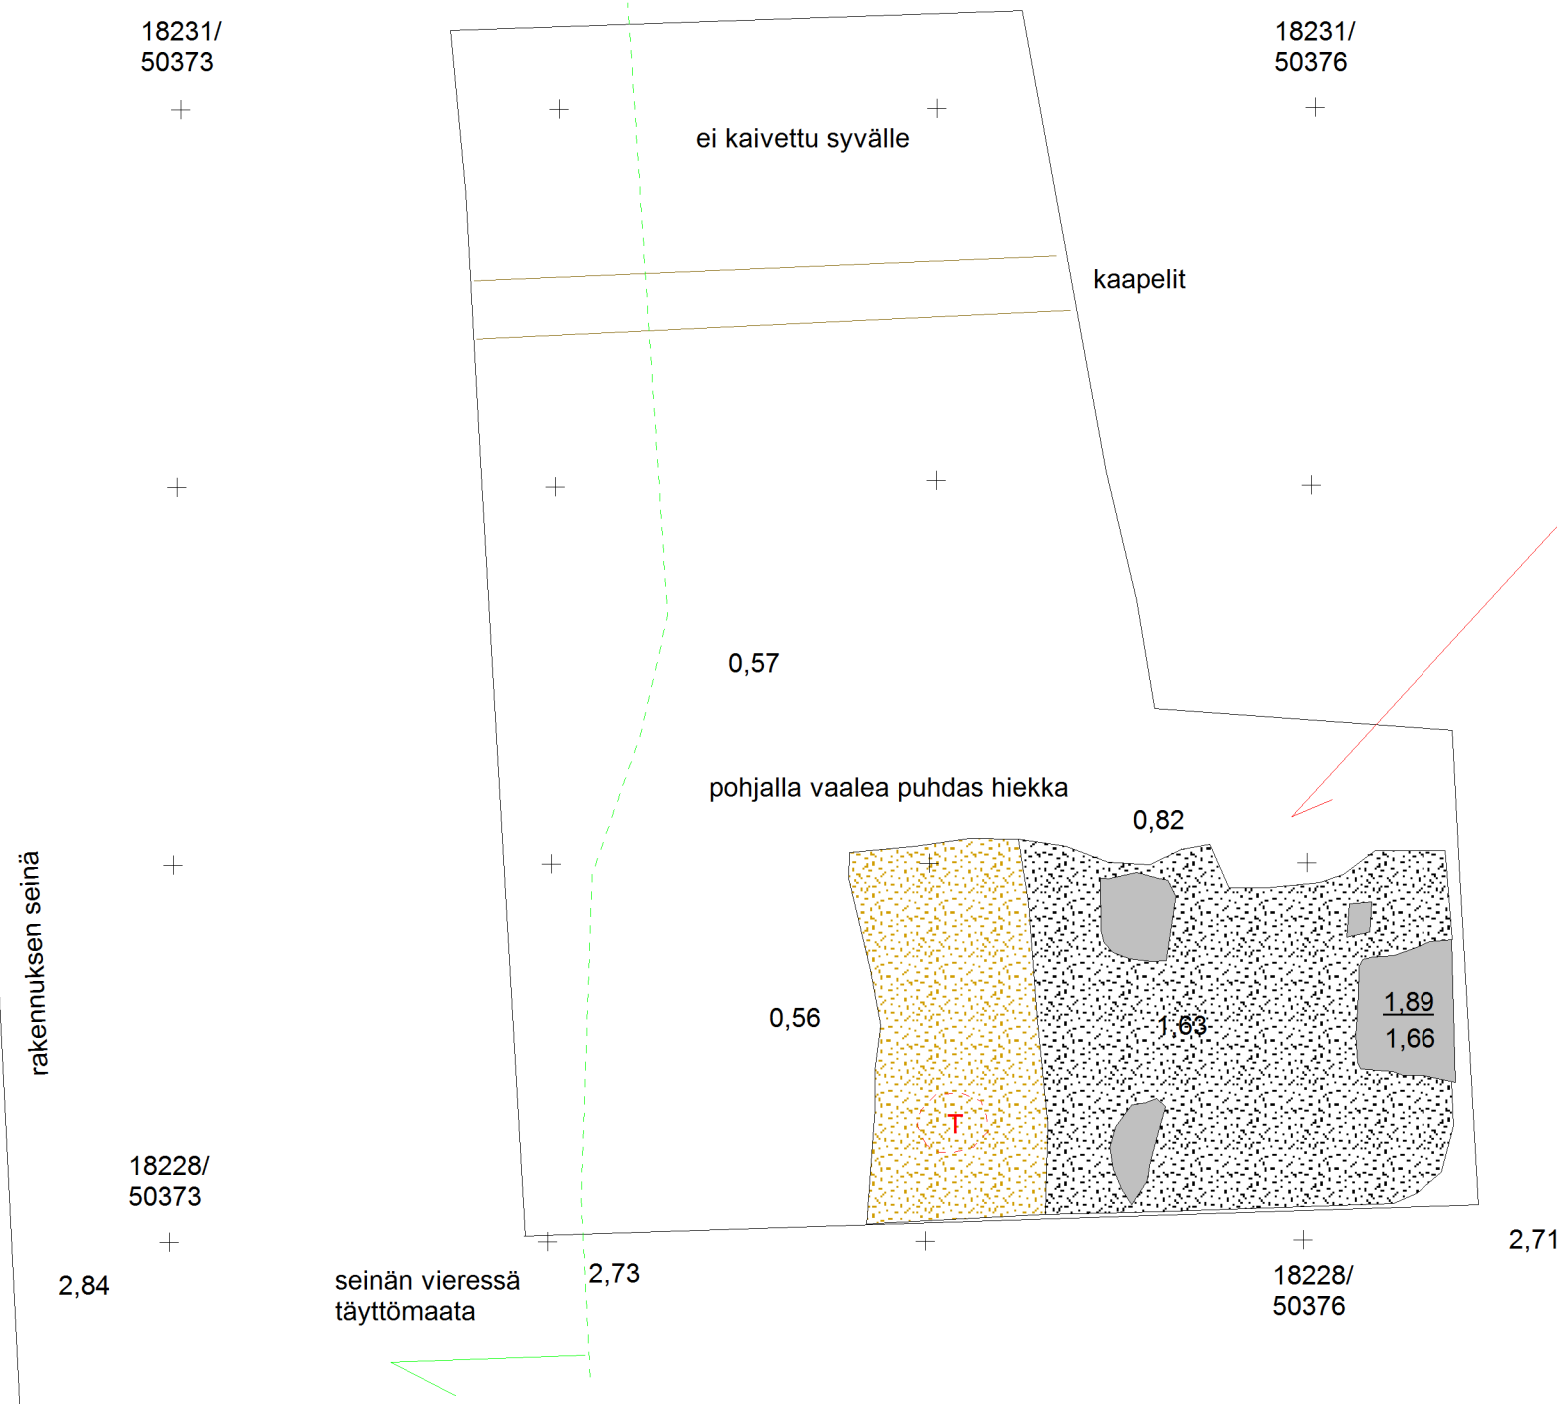 18231/
50373
18231/
50376
ei kaivettu syvälle
kaapelit
0,57
pohjalla vaalea puhdas hiekka
0,82
rakennuksen seinä
0,56
1,63
1,89
1,66
T
18228/
50373
2,84
seinän vieressä
täyttömaata
2,73
18228/
50376
2,71